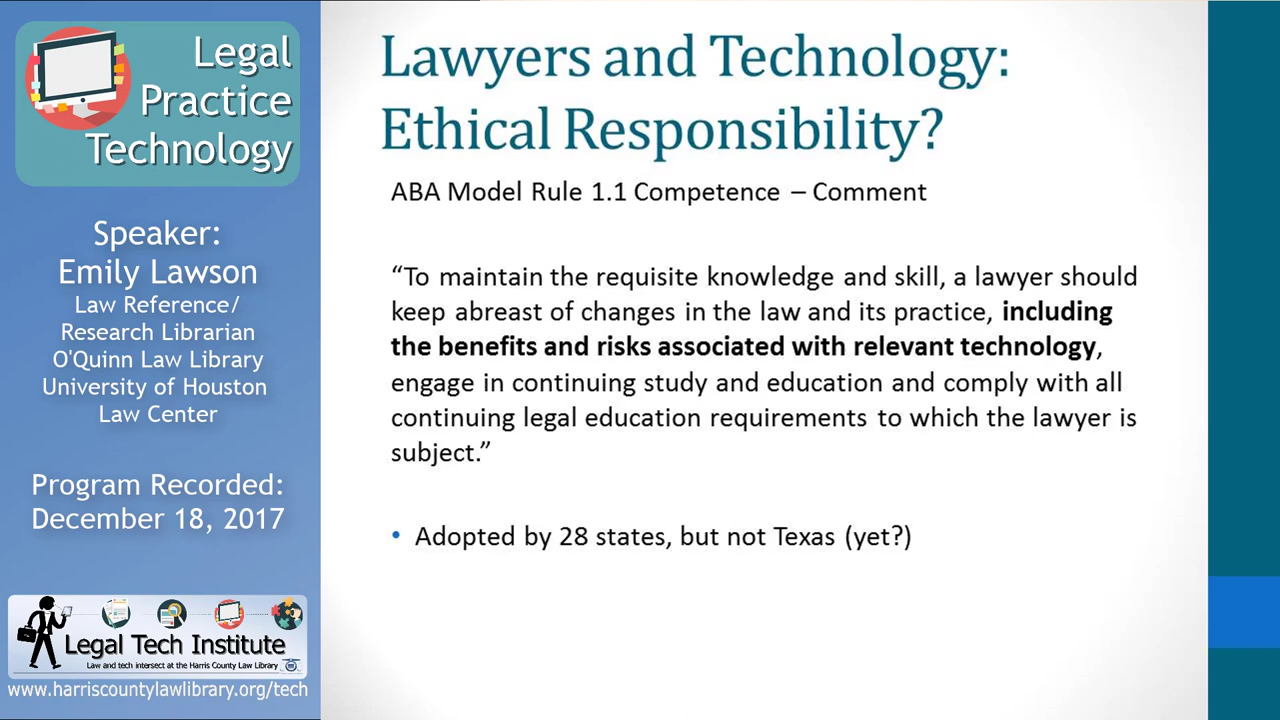 Legal
Practice
Technology
Speaker:
Emily Lawson
Law Reference/
Research Librarian
O'Quinn Law Library
University of Houston
Law Center
Program Recorded:
December 18, 2017
Legal Tech Institute
Law and tech intersect at the Harris County Law Library
www.harriscountylawlibrary.org/tech
Lawyers and Technology:
Ethical Responsibility?
ABA Model Rule 1.1 Competence – Comment
“To maintain the requisite knowledge and skill, a lawyer should
keep abreast of changes in the law and its practice, including
the benefits and risks associated with relevant technology,
engage in continuing study and education and comply with all
continuing legal education requirements to which the lawyer is
subject.”
• Adopted by 28 states, but not Texas (yet?)